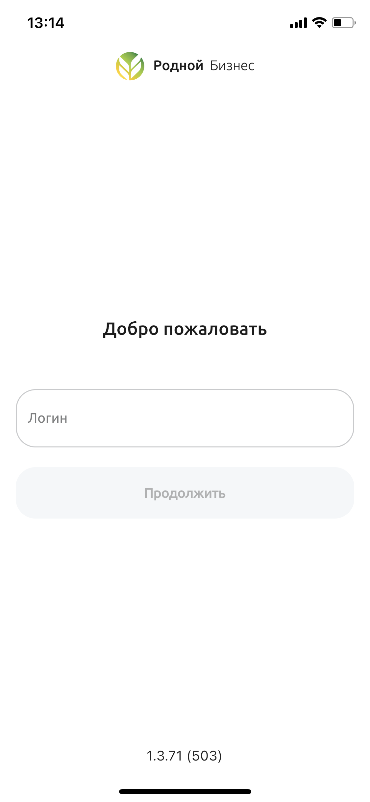 13:14
Родной Бизнес
Добро пожаловать
Логин
Продолжить
1.3.71 (503)